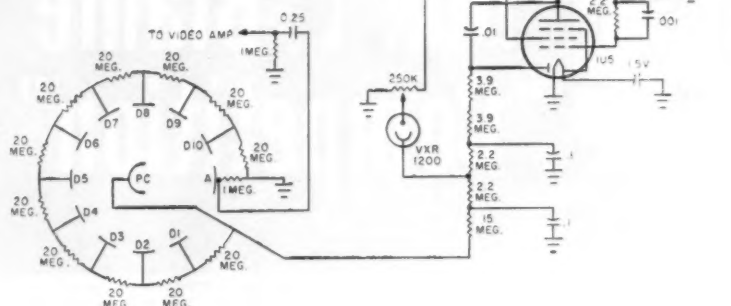 2.2
MEG.
.001
0.25
TO VIDEO AMP
1MEG.
.01
1U5
1.5V
20
MEG.
20
MEG.
20
MEG.
20
MEG.
D7
D8
D9
D6
D10
250K
3.9
MEG.
3.9
MEG.
VXR
1200
20
MEG.
20
MEG.
2.2
MEG.
.1
D5
PC
A
1MEG.
2.2
MEG.
20
MEG.
D4
D3
D2
D1
15
MEG.
.1
20
MEG.
20
MEG.
20
MEG.
20
MEG.